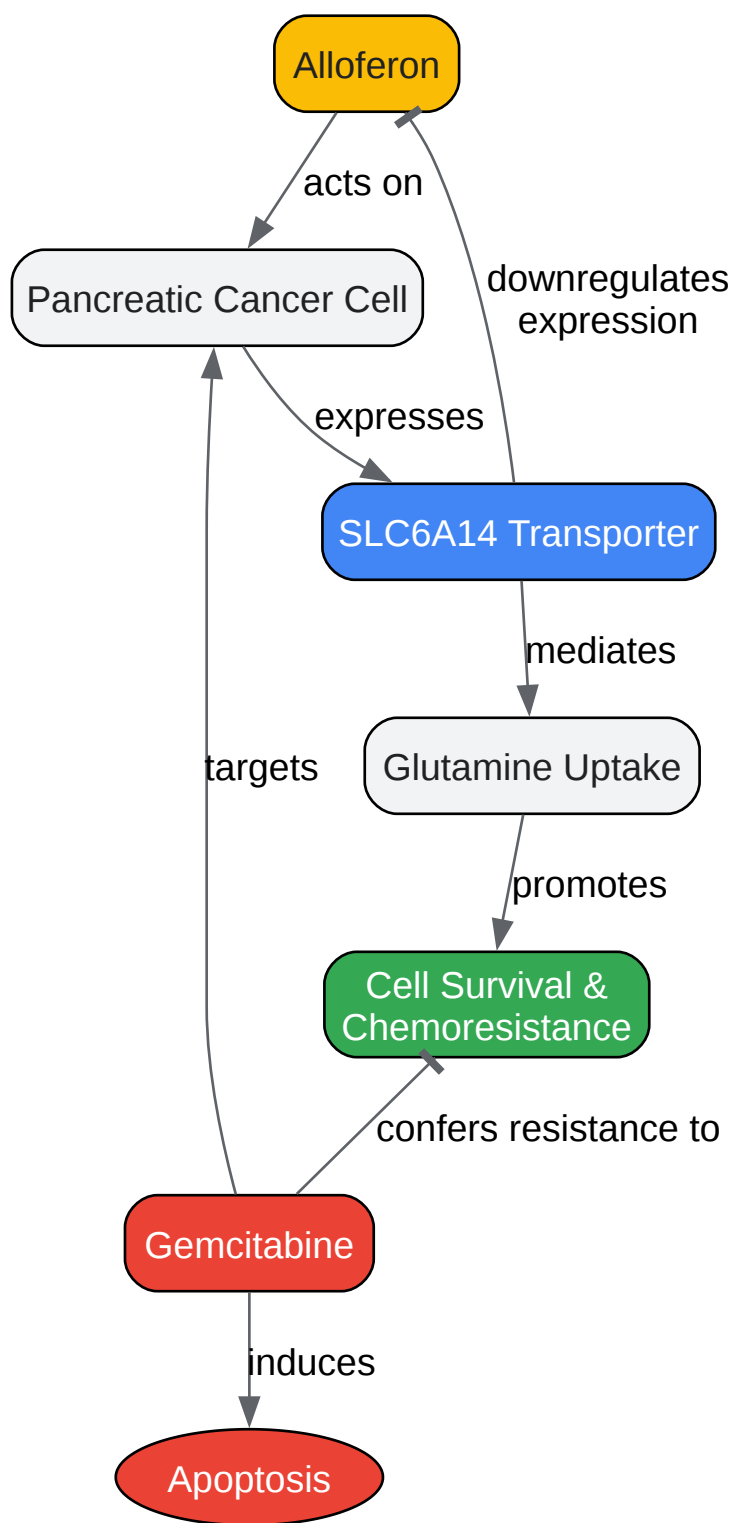 Alloferon
acts on
Pancreatic Cancer Cell
downregulates
expression
expresses
SLC6A14 Transporter
mediates
Glutamine Uptake
targets
promotes
Cell Survival &
Chemoresistance
confers resistance to
Gemcitabine
induces
Apoptosis